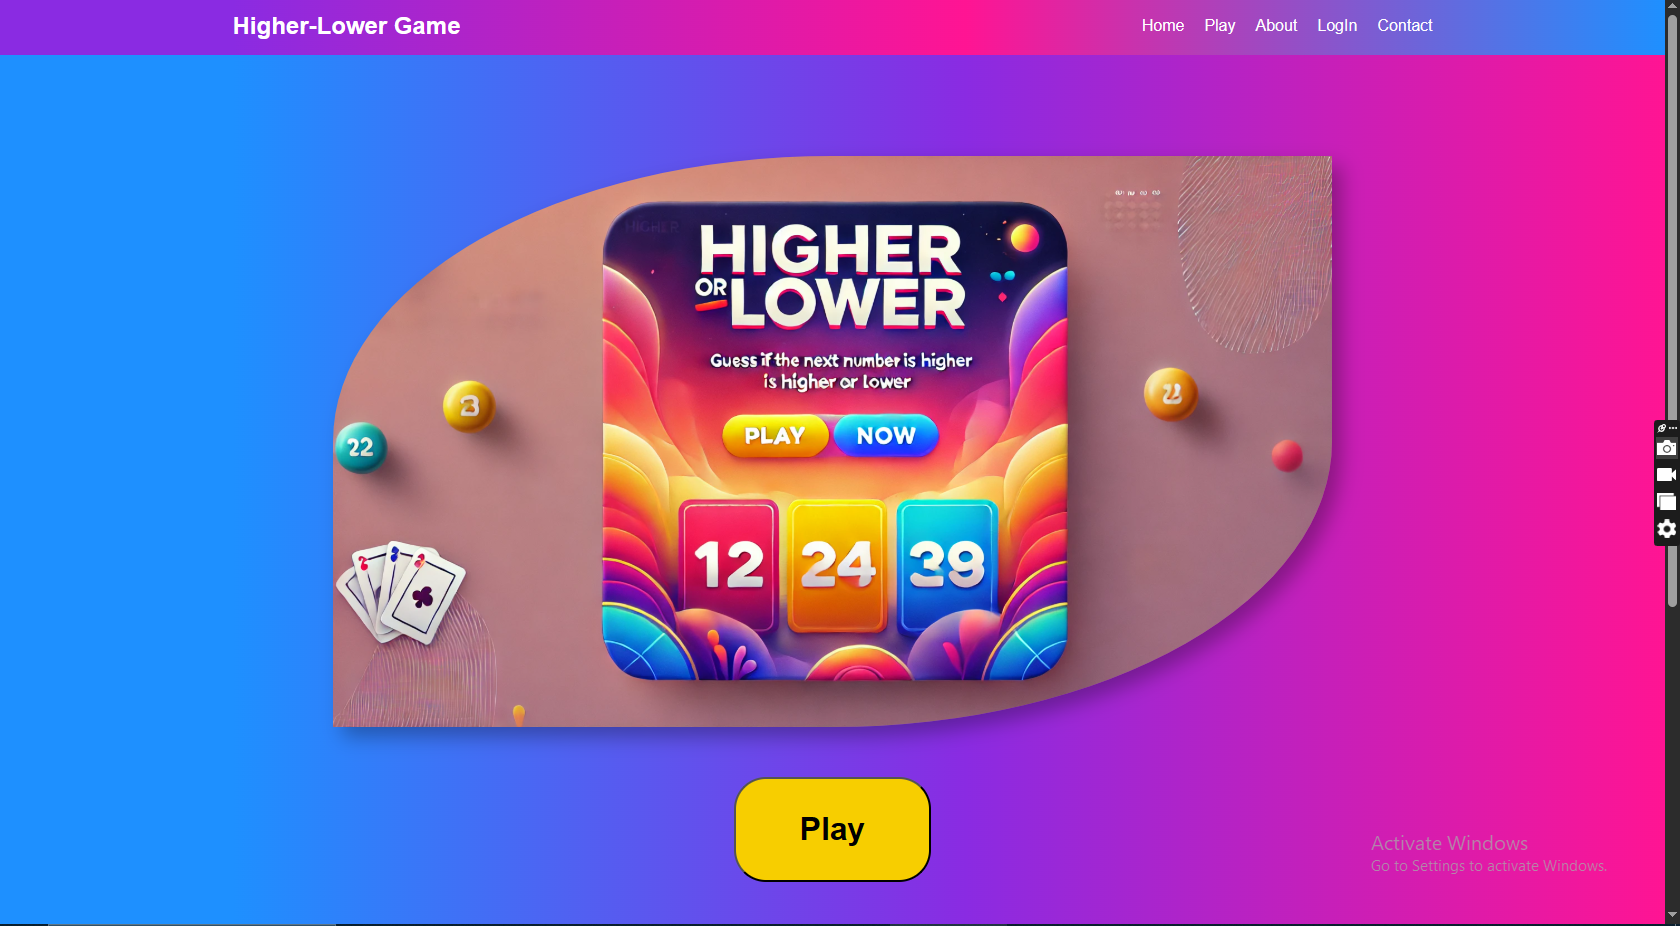 Higher-Lower Game
Home Play About LogIn Contact
HIGHER
HIGHER
OR LOWER
Guess if the next number is higher
is higher or lower
PLAY NOW
3
22
12 24 39
Play
Activate Windows
Go to Settings to activate Windows.